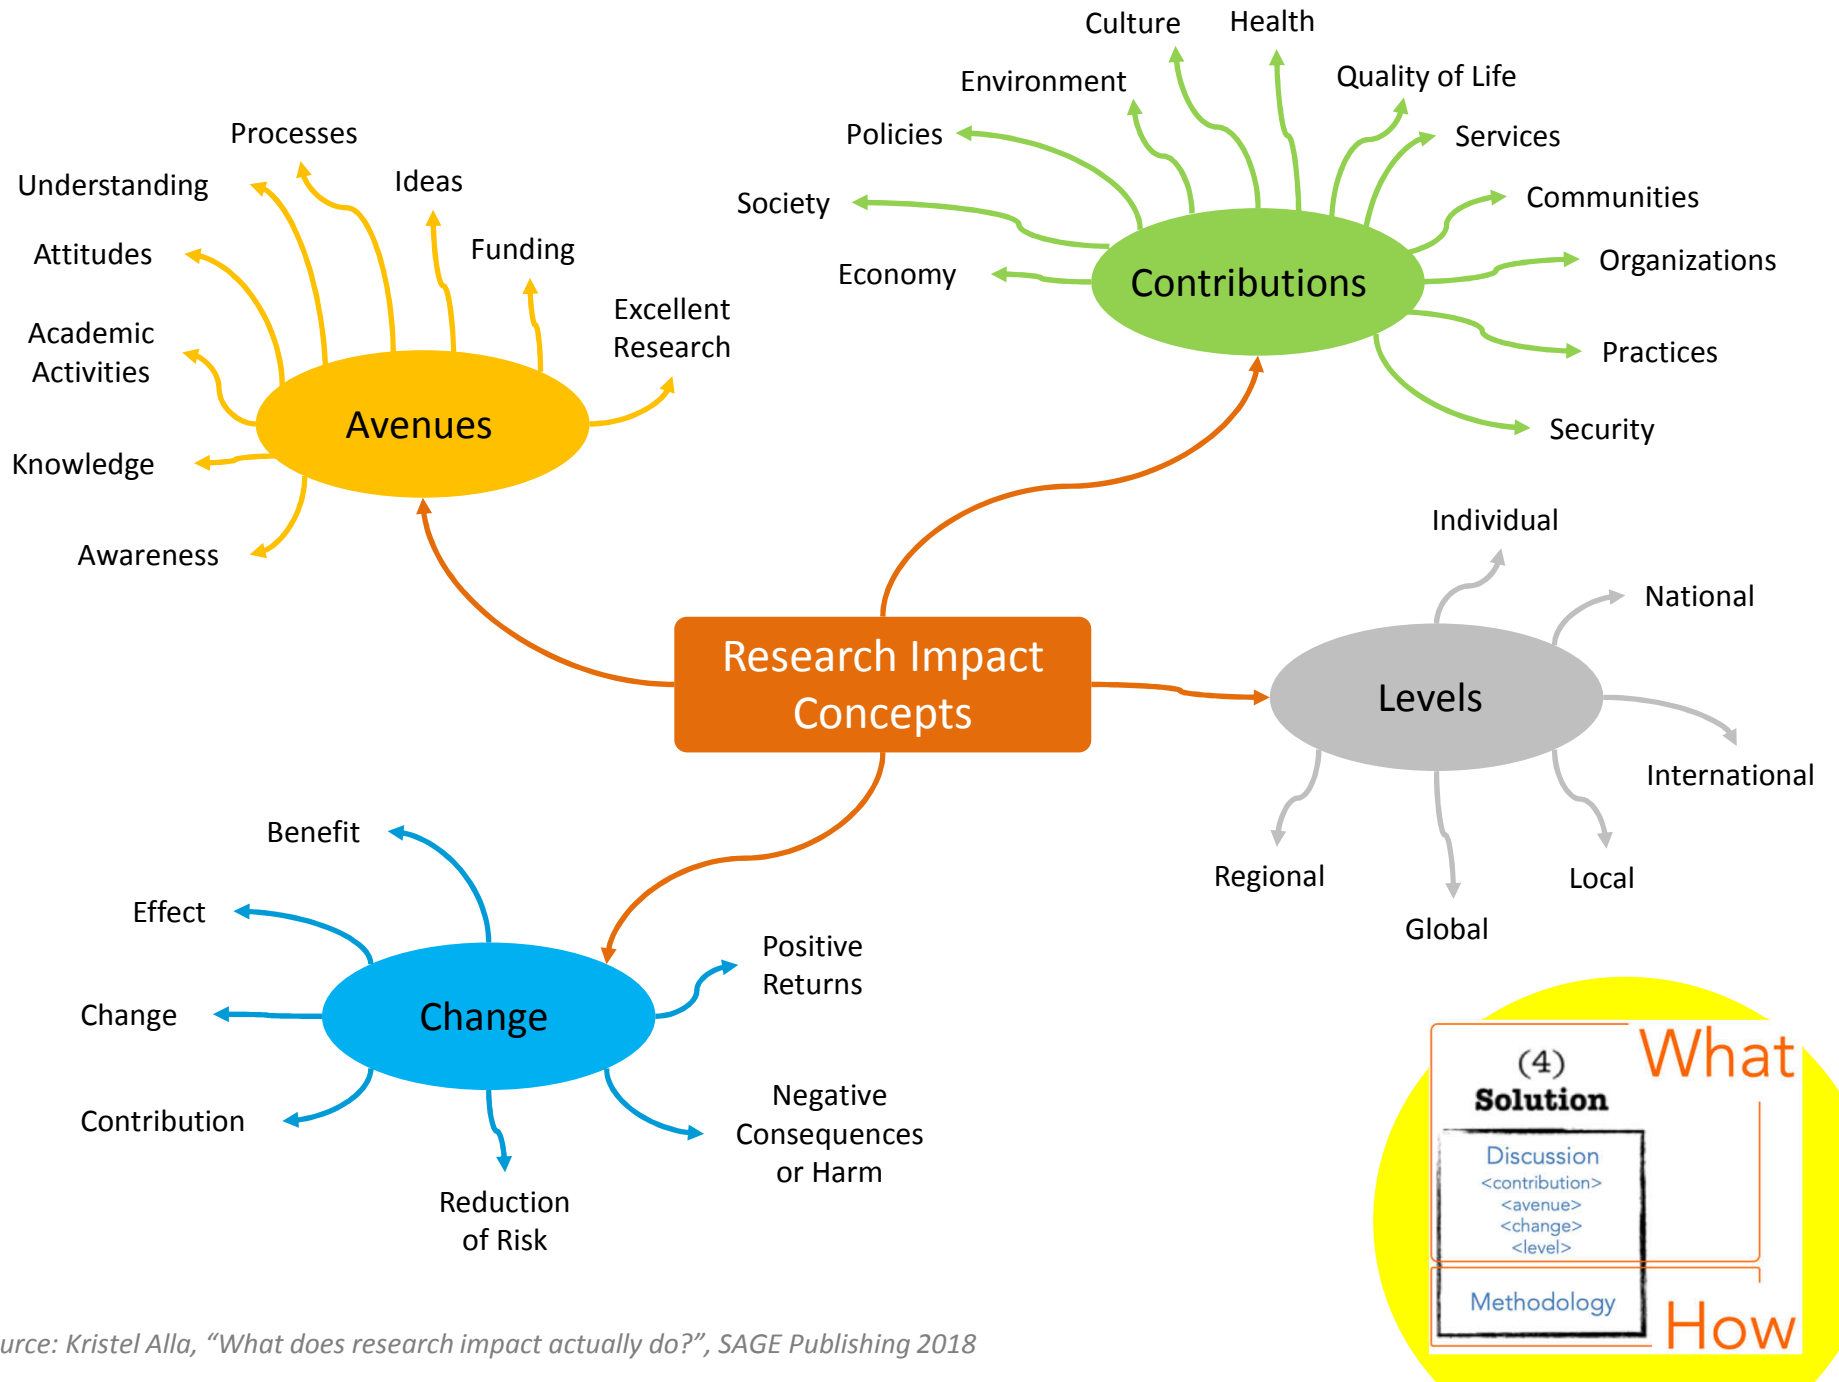 Culture
Health
Environment
Quality of Life
Policies
Services
Society
Communities
Economy
Contributions
Organizations
Practices
Security
Processes
Understanding
Ideas
Attitudes
Funding
Academic
Activities
Excellent
Research
Avenues
Knowledge
Awareness
Research Impact
Concepts
Individual
National
Levels
International
Regional
Local
Global
Benefit
Effect
Positive
Returns
Change
Change
Contribution
Negative
Consequences
or Harm
Reduction
of Risk
What
(4)
Solution
Discussion
<contribution>
<avenue>
<change>
<level>
Methodology
How
urce: Kristel Alla, “What does research impact actually do?”, SAGE Publishing 2018